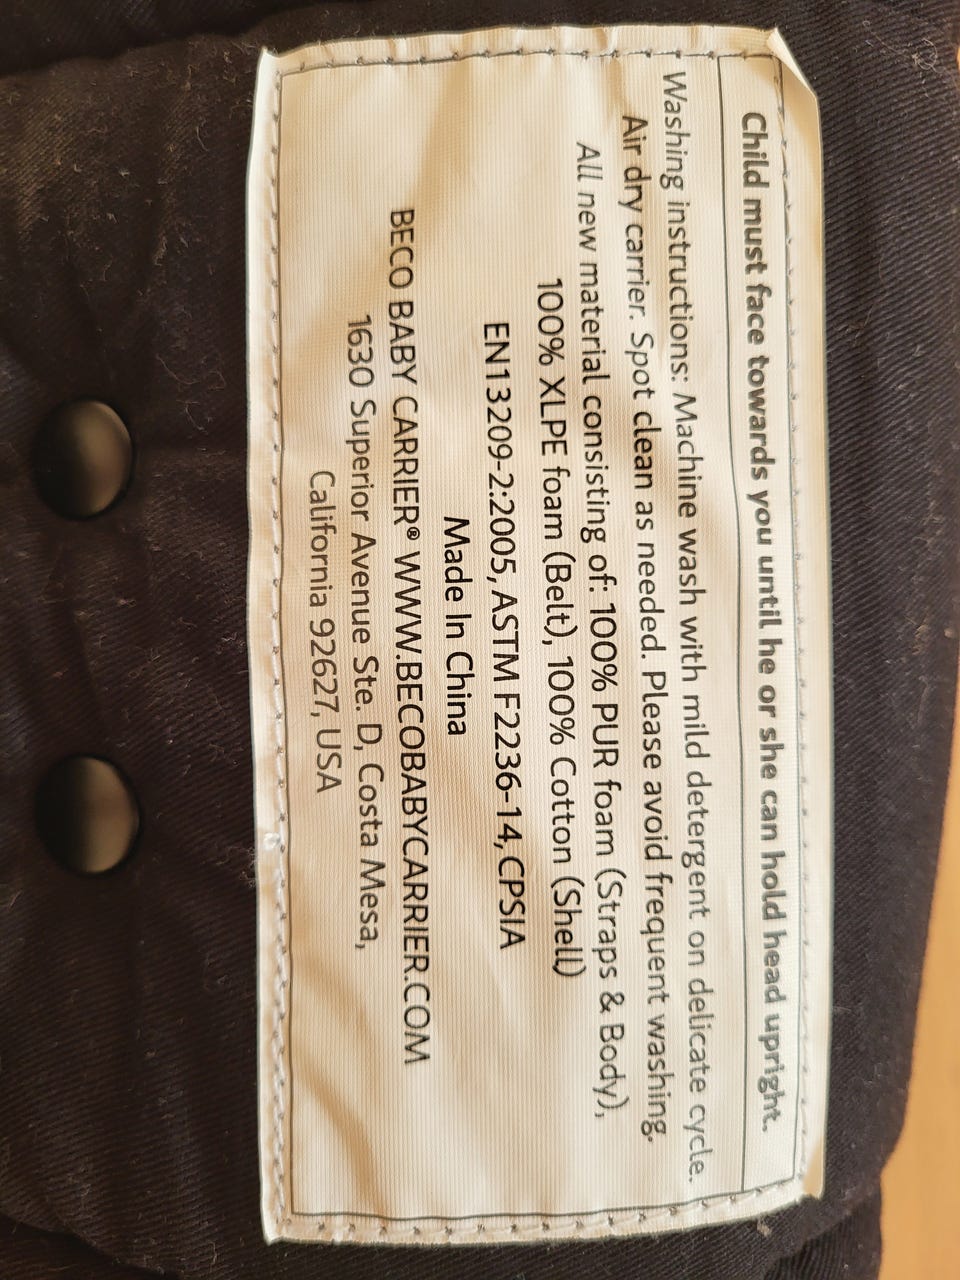 Child must face towards you until he or she can hold head upright.
Washing instructions: Machine wash with mild detergent on delicate cycle.
Air dry carrier. Spot clean as needed. Please avoid frequent washing.
All new material consisting of: 100% PUR foam (Straps & Body),
100% XLPE foam (Belt), 100% Cotton (Shell)
EN13209-2:2005, ASTM F2236-14, CPSIA
Made In China
BECO BABY CARRIER® WWW.BECOBABYCARRIER.COM
1630 Superior Avenue Ste. D, Costa Mesa,
California 92627, USA